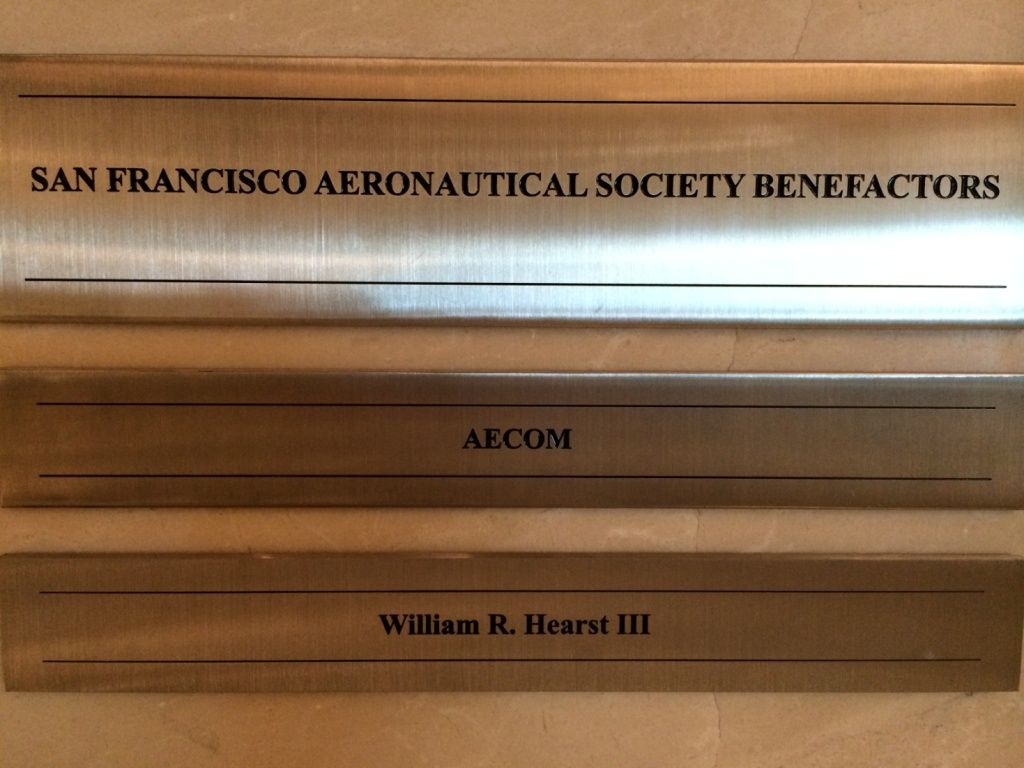 SAN FRANCISCO AERONAUTICAL SOCIETY BENEFACTORS
AECOM
William R. Hearst III